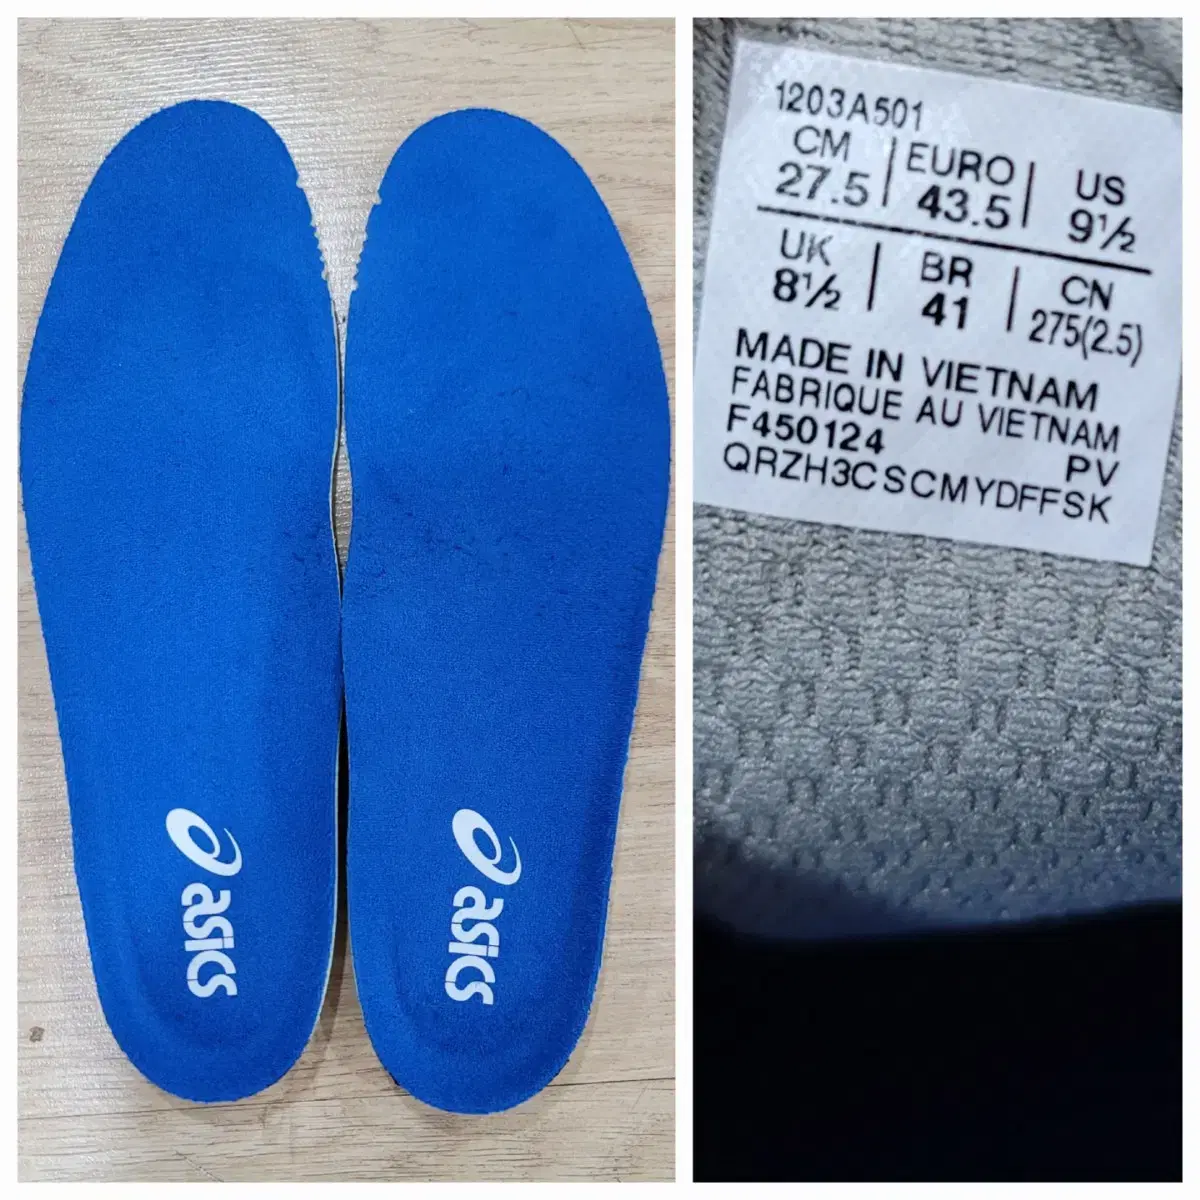 asics
asics
1203A501
CM EURO US
27.5 43.5 9½
UK BR CN
8½ 41 275(2.5)
MADE IN VIETNAM
FABRIQUE AU VIETNAM
F450124 PV
QRZH3CSCMYDFFSK